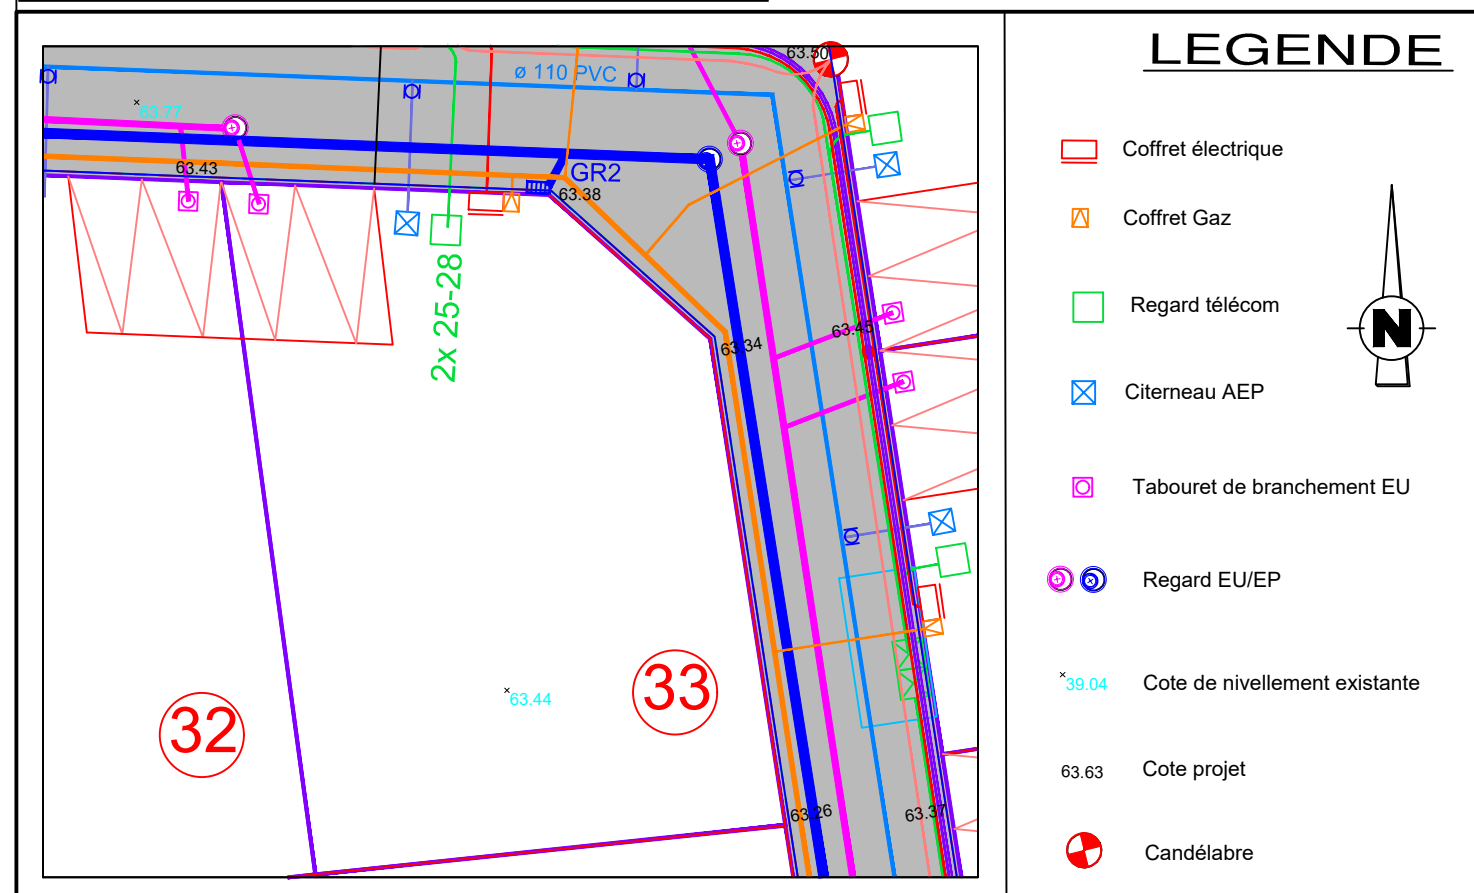 63.50
ø 110 PVC
63.77
63.43
GR2
63.38
2x 25-28
63.45
63.34
33
63.44
32
63.26
63.37
LEGENDE
Coffret électrique
Coffret Gaz
Regard télécom
N
Citerneau AEP
Tabouret de branchement EU
Regard EU/EP
39.04
Cote de nivellement existante
63.63
Cote projet
Candélabre